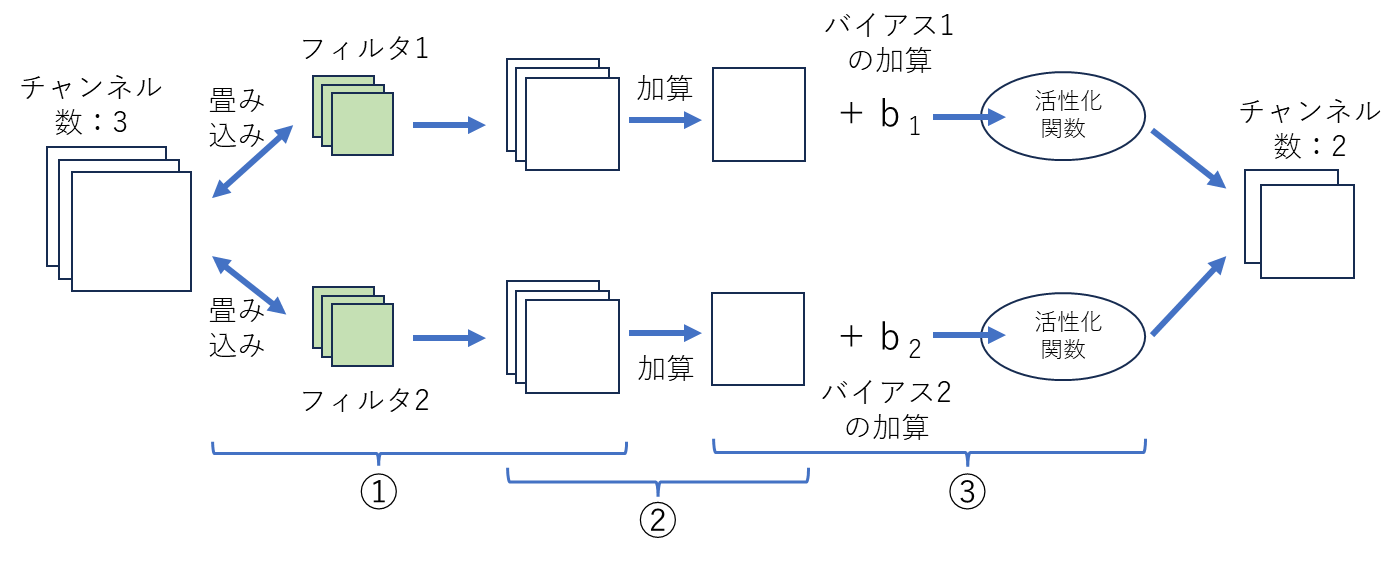 チャンネル
数：3
畳み
込み
フィルタ1
加算
バイアス1
の加算
+ b 1
活性化
関数
チャンネル
数：2
畳み
込み
フィルタ2
加算
+ b 2
バイアス2
の加算
活性化
関数
①
②
③